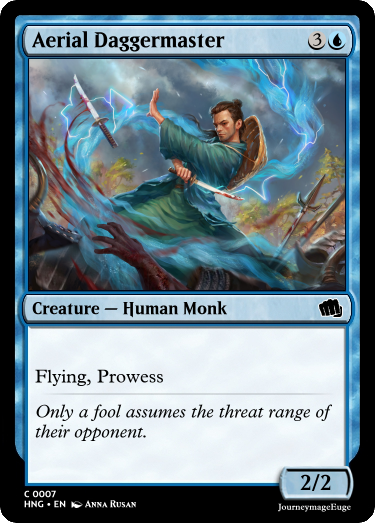 Aerial Daggermaster 3
Creature — Human Monk
Flying, Prowess
Only a fool assumes the threat range of
their opponent.
2/2
C 0007
HNG • EN Anna Rusan
JourneymageEuge